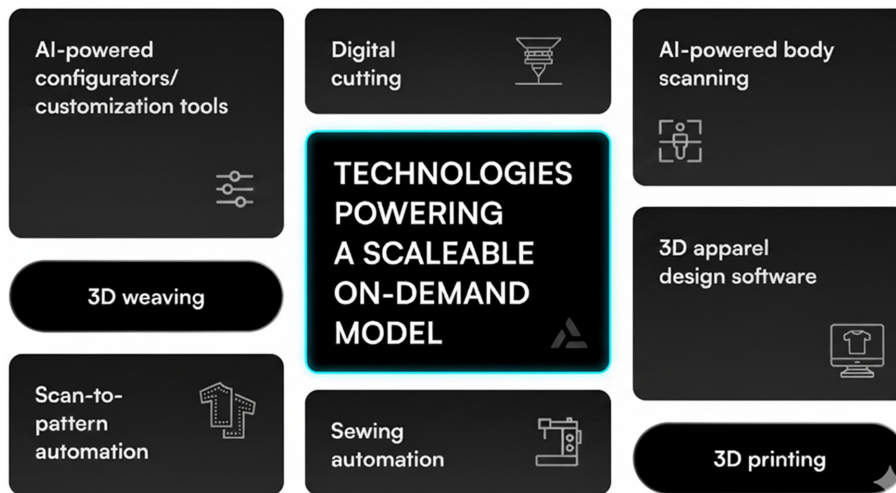 AI-powered
configurators/
customization tools
3D weaving
Scan-to-
pattern
automation
Digital
cutting
TECHNOLOGIES
POWERING
A SCALEABLE
ON-DEMAND
MODEL
Sewing
automation
AI-powered body
scanning
3D apparel
design software
3D printing